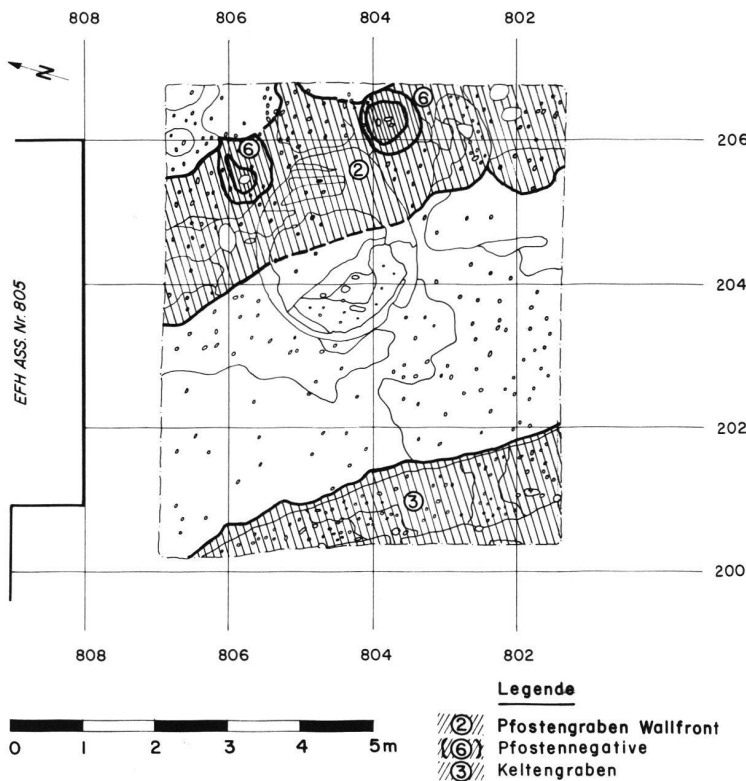 808 806 804 802
N
6
206
6
2
204
EFH ASS. Nr. 805
202
3
200
808 806 804 802
Legende
2 Pfostengraben Wallfront
6 Pfostennegative
3 Keltengraben
0 1 2 3 4 5m